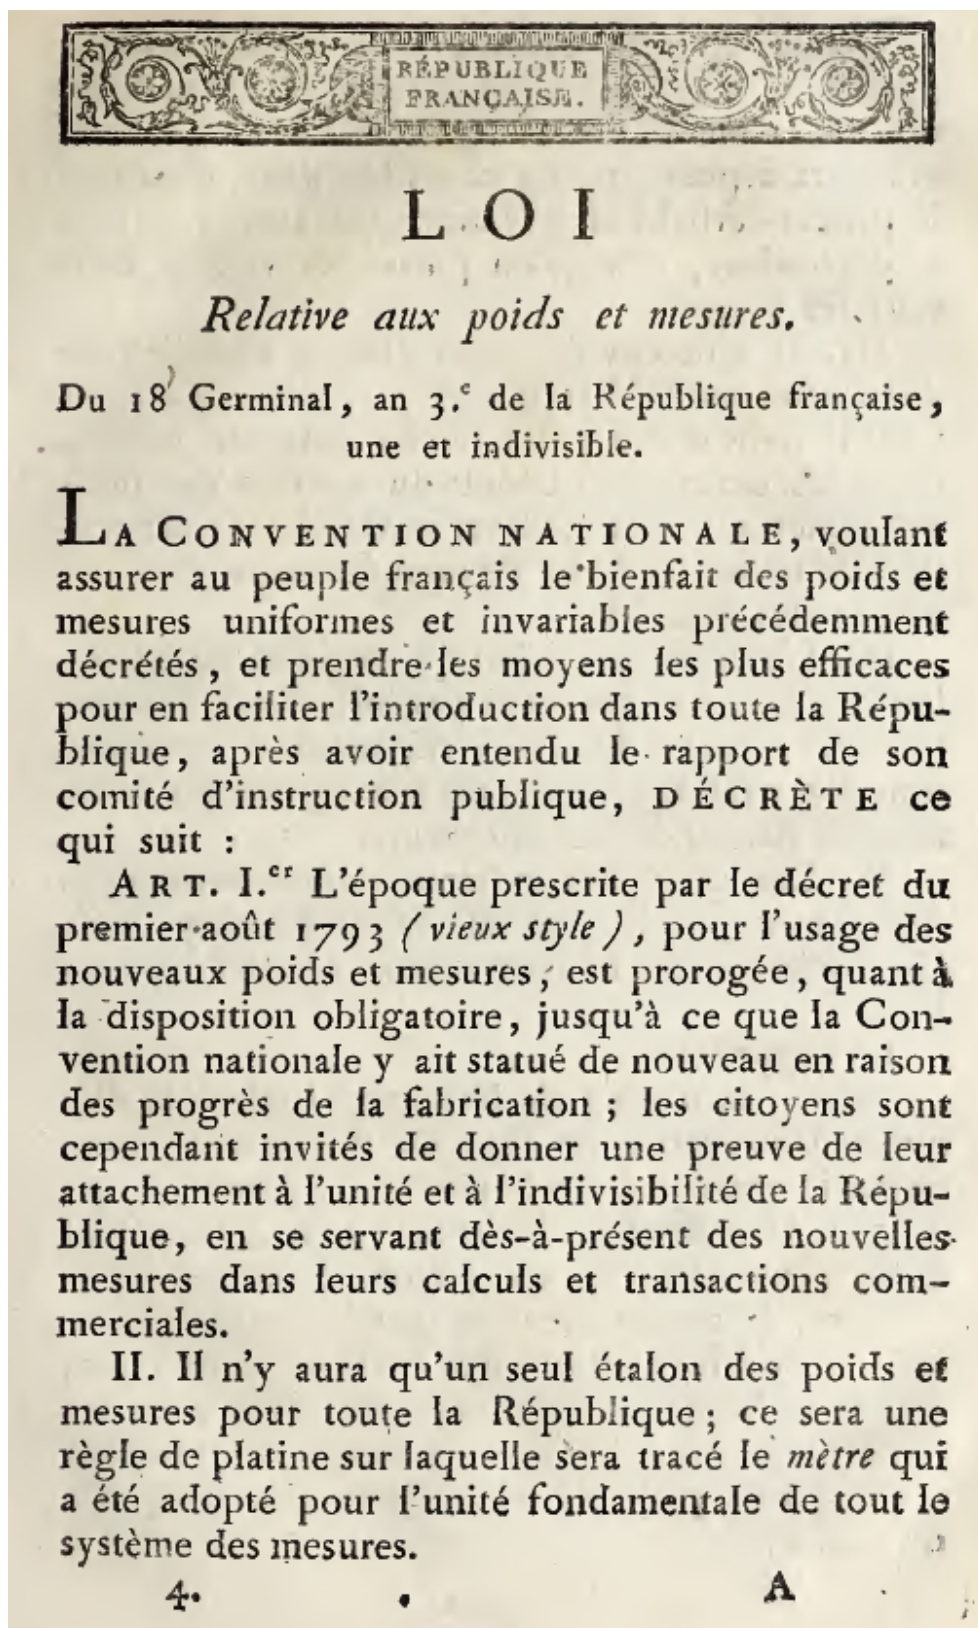 RÉPUBLIQUE
FRANÇAISE.
LOI
Relative aux poids et mesures.
Du 18 Germinal, an 3.e de la République française,
une et indivisible.
LA CONVENTION NATIONALE, voulant
assurer au peuple français le bienfait des poids et
mesures uniformes et invariables précédemment
décrétés, et prendre les moyens les plus efficaces
pour en faciliter l'introduction dans toute la Répu-
blique, après avoir entendu le rapport de son
comité d'instruction publique, DÉCRÈTE ce
qui suit :
ART. I.er L'époque prescrite par le décret du
premier août 1793 (vieux style), pour l'usage des
nouveaux poids et mesures, est prorogée, quant à
la disposition obligatoire, jusqu'à ce que la Con-
vention nationale y ait statué de nouveau en raison
des progrès de la fabrication ; les citoyens sont
cependant invités de donner une preuve de leur
attachement à l'unité et à l'indivisibilité de la Répu-
blique, en se servant dès-à-présent des nouvelles
mesures dans leurs calculs et transactions com-
merciales.
II. Il n'y aura qu'un seul étalon des poids et
mesures pour toute la République ; ce sera une
règle de platine sur laquelle sera tracé le mètre qui
a été adopté pour l'unité fondamentale de tout le
système des mesures.
4. A